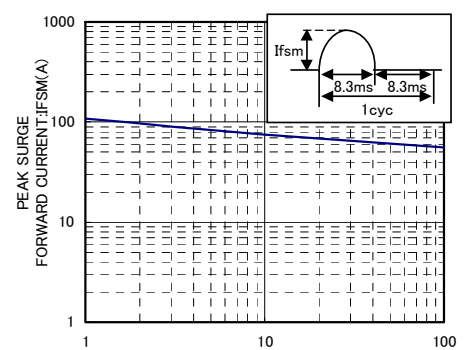 PEAK SURGE
FORWARD CURRENT:IFSM(A)
1000
100
10
1
1
10
100
Ifsm
8.3ms
8.3ms
1cyc